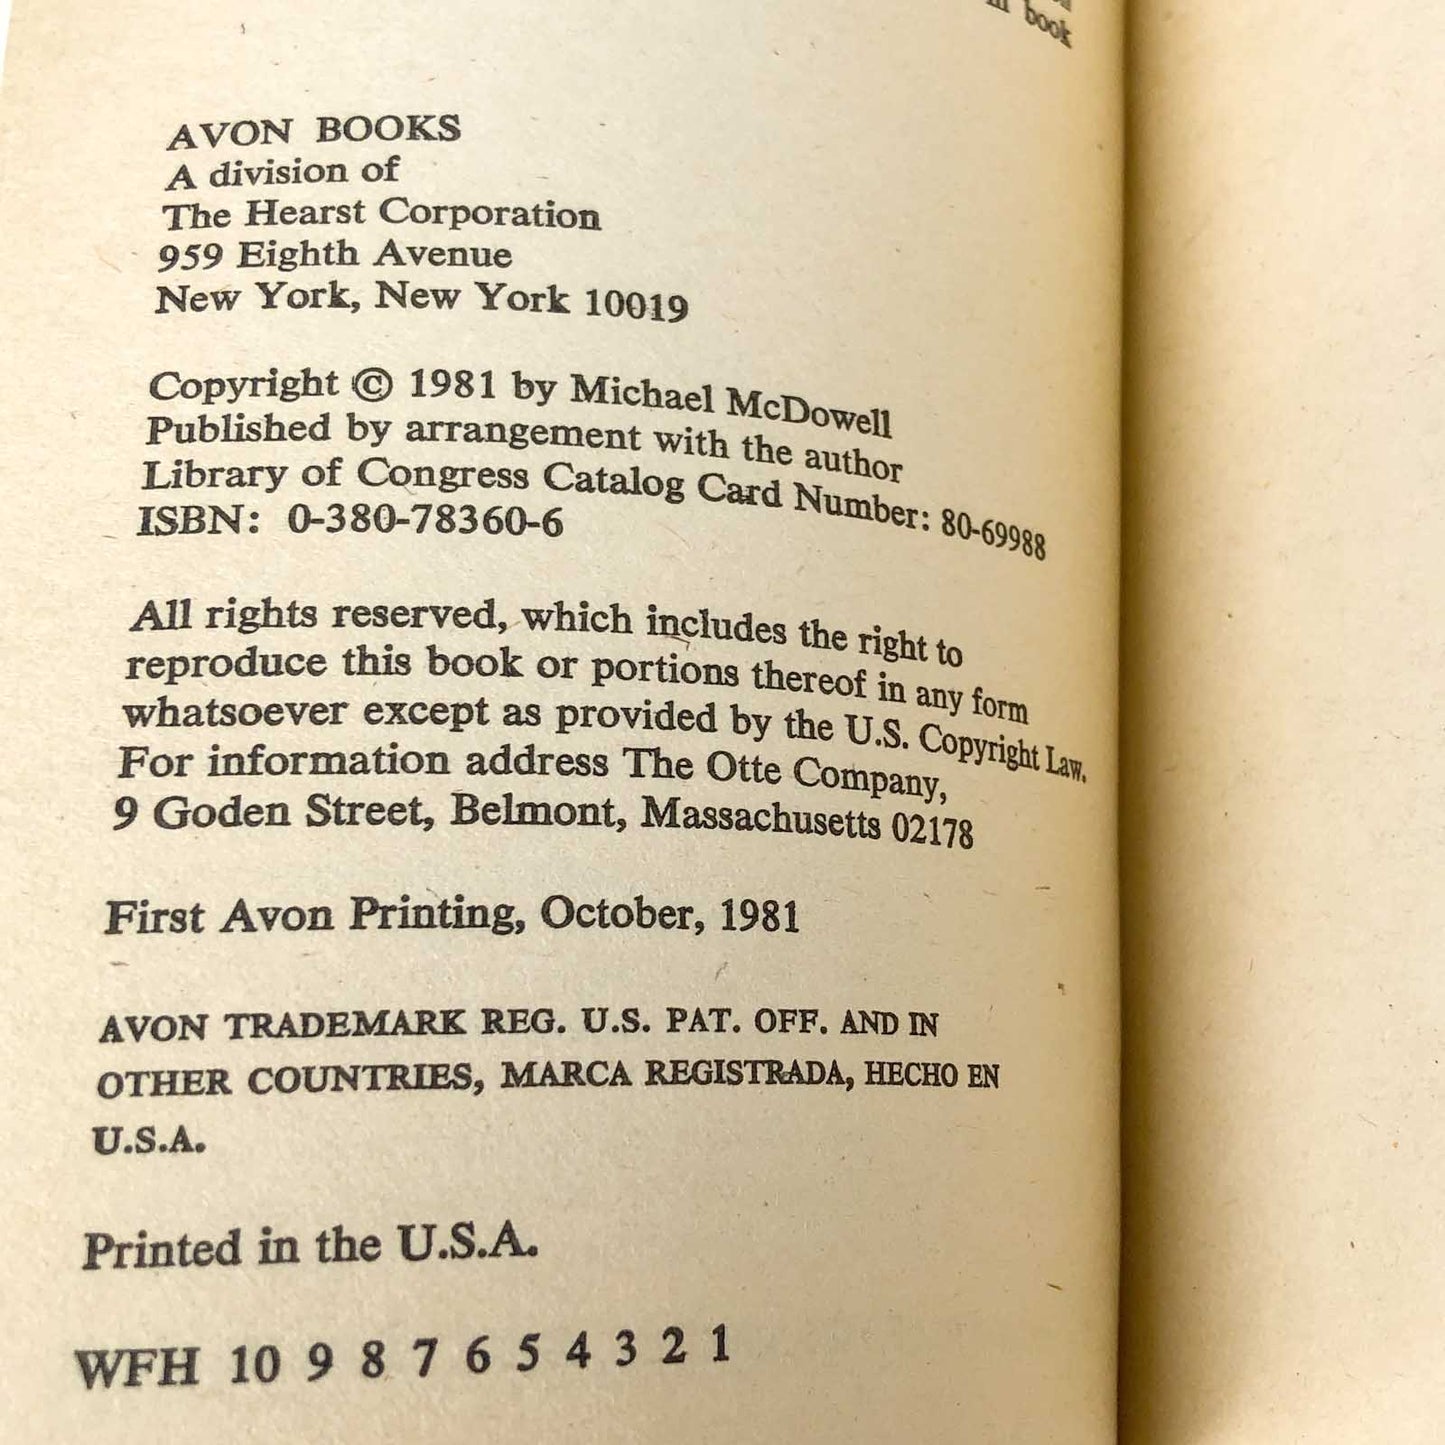 book
AVON BOOKS
A division of
The Hearst Corporation
959 Eighth Avenue
New York, New York 10019
Copyright © 1981 by Michael McDowell
Published by arrangement with the author
Library of Congress Catalog Card Number: 80-69988
ISBN: 0-380-78360-6
All rights reserved, which includes the right to
reproduce this book or portions thereof in any form
whatsoever except as provided by the U.S. Copyright Law.
For information address The Otte Company,
9 Goden Street, Belmont, Massachusetts 02178
First Avon Printing, October, 1981
AVON TRADEMARK REG. U.S. PAT. OFF. AND IN
OTHER COUNTRIES, MARCA REGISTRADA, HECHO EN
U.S.A.
Printed in the U.S.A.
WFH 10 9 8 7 6 5 4 3 2 1